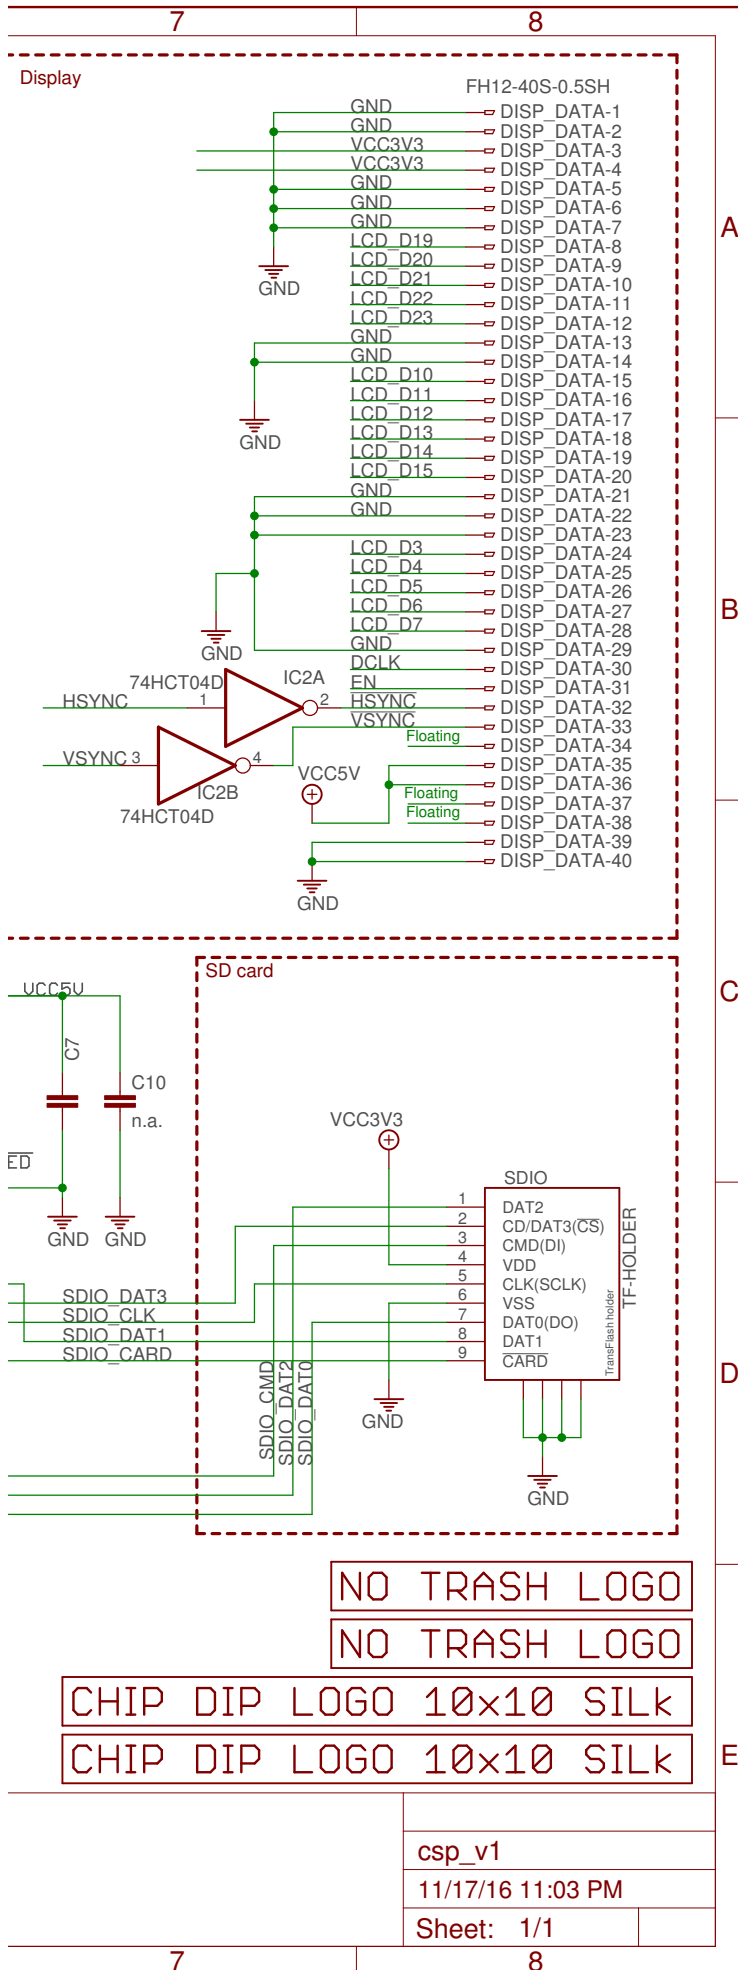 7 8
Display
FH12-40S-0.5SH
GND DISP_DATA-1
GND DISP_DATA-2
VCC3V3 DISP_DATA-3
VCC3V3 DISP_DATA-4
GND DISP_DATA-5
GND DISP_DATA-6
GND DISP_DATA-7
A
LCD_D19 DISP_DATA-8
LCD_D20 DISP_DATA-9
LCD_D21 DISP_DATA-10
GND
LCD_D22 DISP_DATA-11
LCD_D23 DISP_DATA-12
GND DISP_DATA-13
GND DISP_DATA-14
LCD_D10 DISP_DATA-15
LCD_D11 DISP_DATA-16
LCD_D12 DISP_DATA-17
LCD_D13 DISP_DATA-18
GND
LCD_D14 DISP_DATA-19
LCD_D15 DISP_DATA-20
GND DISP_DATA-21
GND DISP_DATA-22
DISP_DATA-23
LCD_D3 DISP_DATA-24
LCD_D4 DISP_DATA-25
LCD_D5 DISP_DATA-26
LCD_D6 DISP_DATA-27
B
LCD_D7 DISP_DATA-28
GND
GND DISP_DATA-29
DCLK DISP_DATA-30
74HCT04D IC2A
EN DISP_DATA-31
HSYNC 1 2 HSYNC DISP_DATA-32
VSYNC DISP_DATA-33
Floating DISP_DATA-34
VSYNC 3 4
DISP_DATA-35
VCC5V
DISP_DATA-36
IC2B
Floating DISP_DATA-37
74HCT04D
Floating DISP_DATA-38
DISP_DATA-39
DISP_DATA-40
GND
SD card
C
VCC5V
C7
C10
n.a.
VCC3V3
ED
SDIO
1 DAT2
2 CD/DAT3(CS)
3 CMD(DI)
4 VDD
5 CLK(SCLK)
6 VSS
7 DAT0(DO)
8 DAT1
9 CARD
TransFlash holder
TF-HOLDER
GND GND
SDIO_DAT3
SDIO_CLK
SDIO_DAT1
SDIO_CARD
SDIO_CMD
SDIO_DAT2
SDIO_DAT0
D
GND
GND
NO TRASH LOGO
NO TRASH LOGO
CHIP DIP LOGO 10x10 SILk
CHIP DIP LOGO 10x10 SILk
E
csp_v1
11/17/16 11:03 PM
Sheet: 1/1
7 8